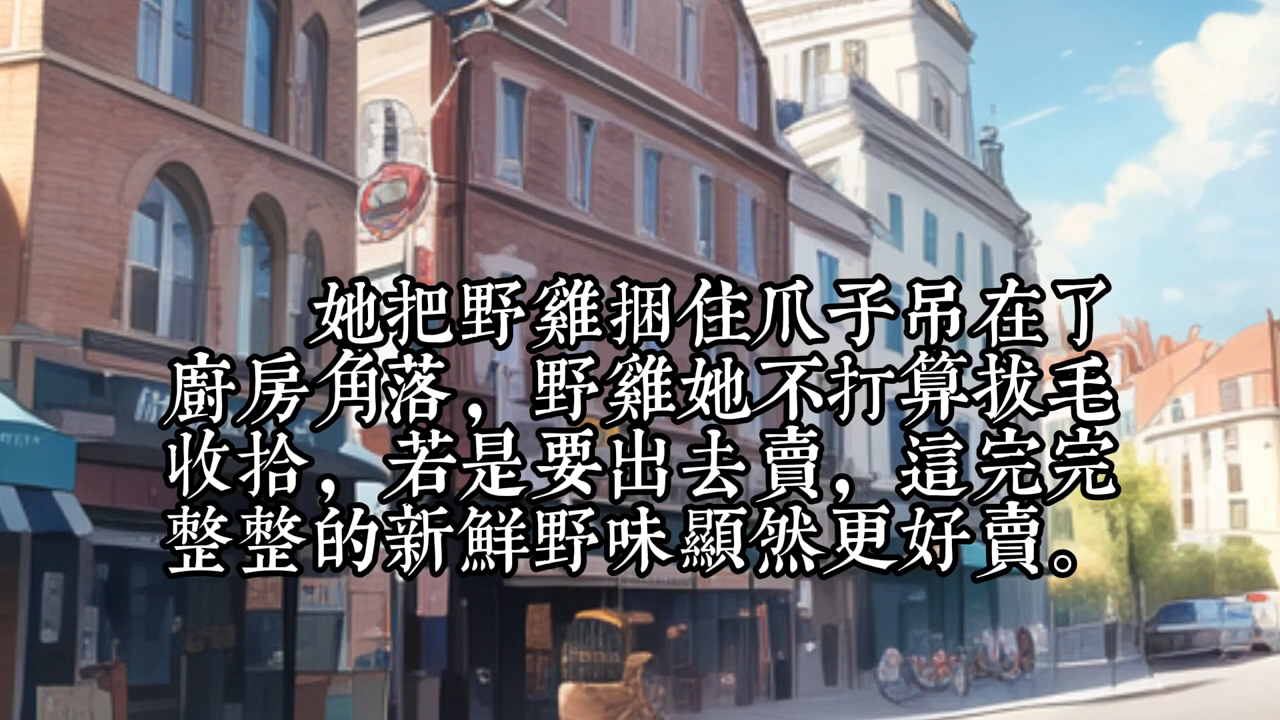 她把野雞捆住爪子吊在了
廚房角落，野雞她不打算拔毛
收拾，若是要出去賣，這完完
整整的新鮮野味顯然更好賣。